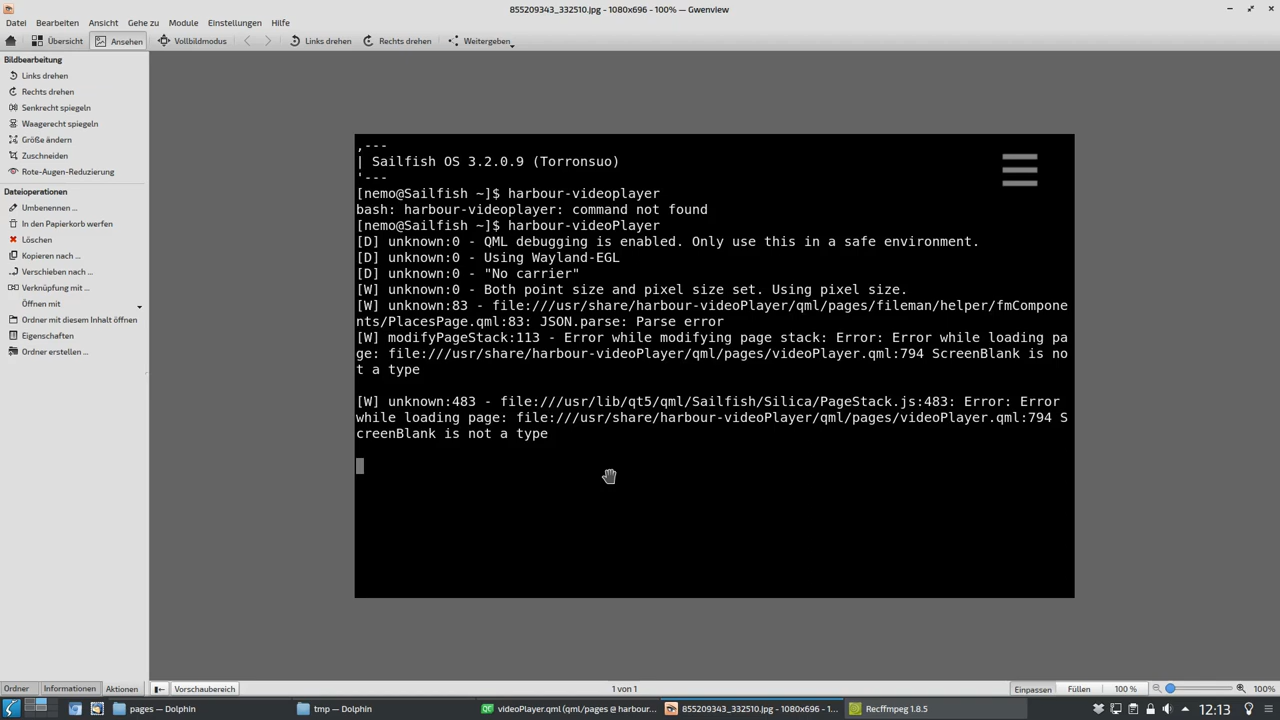 855209343_332510.jpg - 1080x696 - 100% — Gwenview
Datei Bearbeiten Ansicht Gehe zu Module Einstellungen Hilfe
Übersicht Ansehen Vollbildmodus Links drehen Rechts drehen Weitergeben
Bildbearbeitung
Links drehen
Rechts drehen
Senkrecht spiegeln
Waagerecht spiegeln
Größe ändern
Zuschneiden
Rote-Augen-Reduzierung
Dateioperationen
Umbenennen ...
In den Papierkorb werfen
Löschen
Kopieren nach ...
Verschieben nach ...
Verknüpfung mit ...
Öffnen mit
Ordner mit diesem Inhalt öffnen
Eigenschaften
Ordner erstellen ...
,---
| Sailfish OS 3.2.0.9 (Torronsuo)
'---
[nemo@Sailfish ~]$ harbour-videoplayer
bash: harbour-videoplayer: command not found
[nemo@Sailfish ~]$ harbour-videoPlayer
[D] unknown:0 - QML debugging is enabled. Only use this in a safe environment.
[D] unknown:0 - Using Wayland-EGL
[D] unknown:0 - "No carrier"
[W] unknown:0 - Both point size and pixel size set. Using pixel size.
[W] unknown:83 - file:///usr/share/harbour-videoPlayer/qml/pages/fileman/helper/fmCompone
nts/PlacesPage.qml:83: JSON.parse: Parse error
[W] modifyPageStack:113 - Error while modifying page stack: Error: Error while loading pa
ge: file:///usr/share/harbour-videoPlayer/qml/pages/videoPlayer.qml:794 ScreenBlank is no
t a type
[W] unknown:483 - file:///usr/lib/qt5/qml/Sailfish/Silica/PageStack.js:483: Error: Error
while loading page: file:///usr/share/harbour-videoPlayer/qml/pages/videoPlayer.qml:794 S
creenBlank is not a type
Ordner Informationen Aktionen Vorschaubereich 1 von 1 Einpassen Füllen 100 % 100%
pages — Dolphin tmp — Dolphin videoPlayer.qml (qml/pages @ harbour... 855209343_332510.jpg - 1080x696 - 1... Recffmpeg 1.8.5 12:13